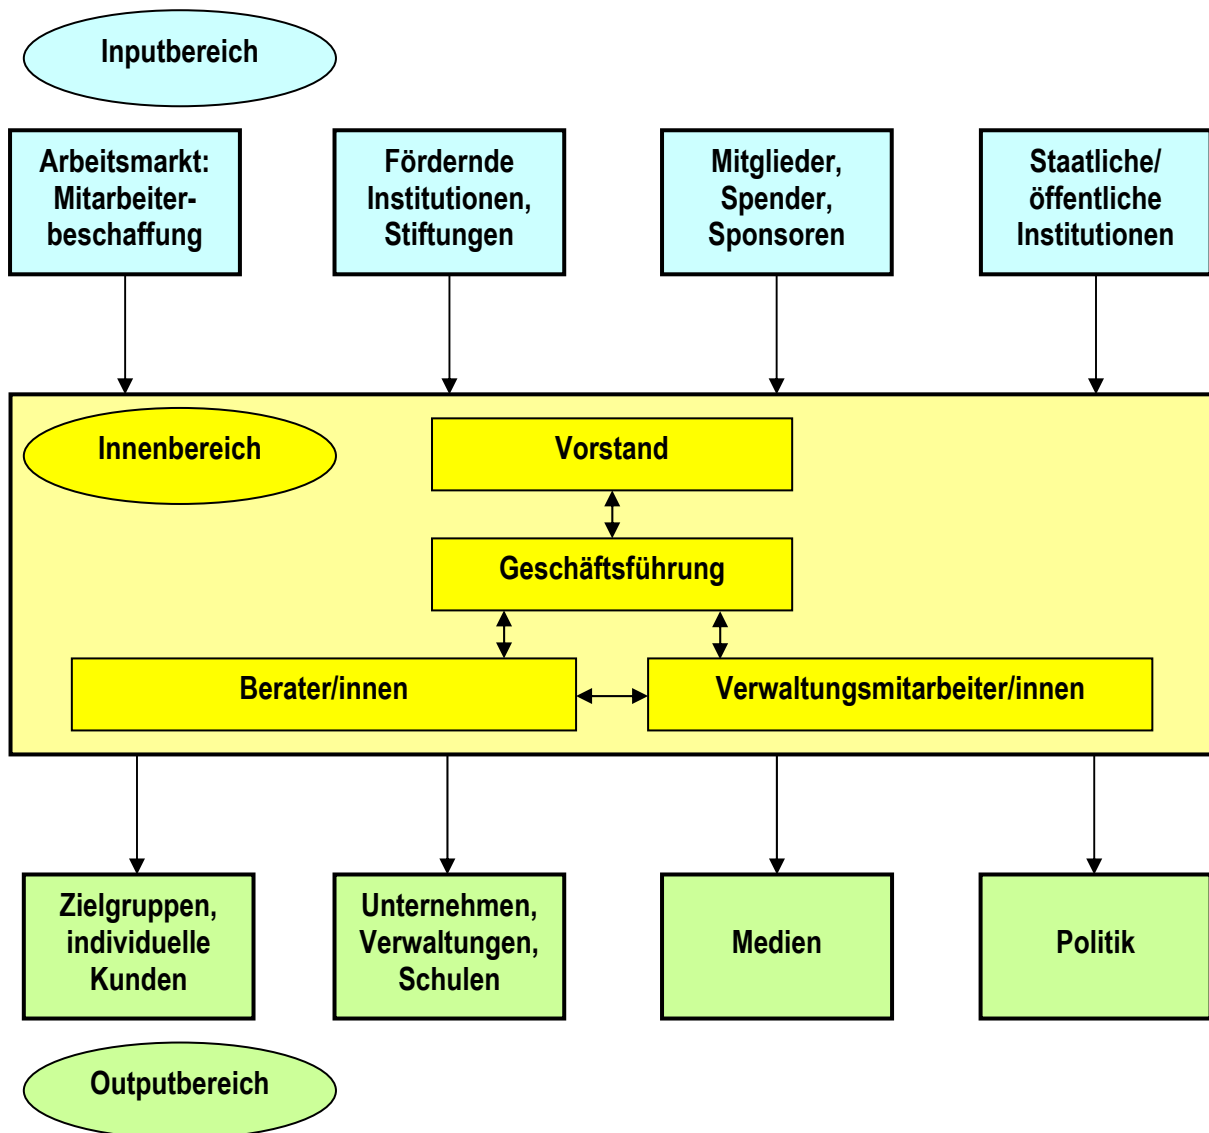 Inputbereich
Arbeitsmarkt:
Mitarbeiter-
beschaffung
Fördernde
Institutionen,
Stiftungen
Mitglieder,
Spender,
Sponsoren
Staatliche/
öffentliche
Institutionen
Innenbereich
Vorstand
Geschäftsführung
Berater/innen
Verwaltungsmitarbeiter/innen
Zielgruppen,
individuelle
Kunden
Unternehmen,
Verwaltungen,
Schulen
Medien
Politik
Outputbereich